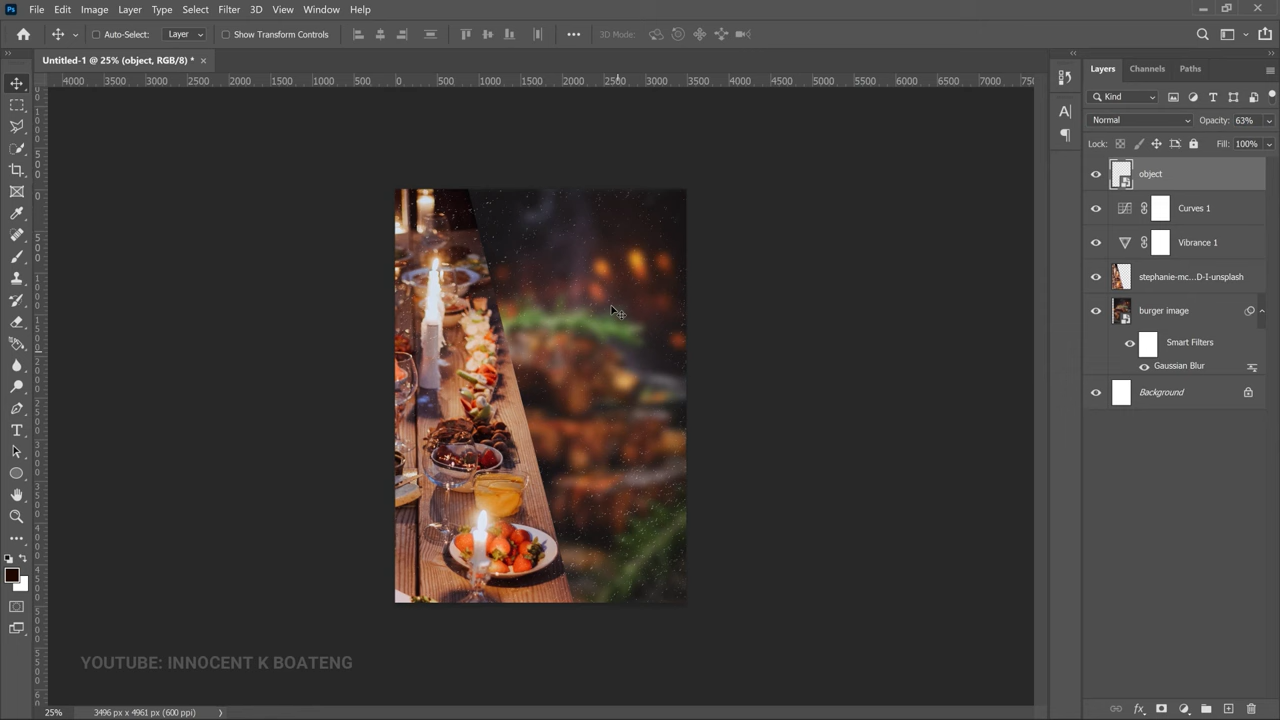 File Edit Image Layer Type Select Filter 3D View Window Help
Auto-Select: Layer Show Transform Controls 3D Mode:
Untitled-1 @ 25% (object, RGB/8) * ×
4000 3500 3000 2500 2000 1500 1000 500 0 500 1000 1500 2000 2500 3000 3500 4000 4500 5000 5500 6000 6500 7000
Layers Channels Paths
Kind
Normal Opacity: 63%
Lock: Fill: 100%
object
Curves 1
Vibrance 1
stephanie-mc...D-I-unsplash
burger image
Smart Filters
Gaussian Blur
Background
YOUTUBE: INNOCENT K BOATENG
25% 3496 px x 4961 px (600 ppi)